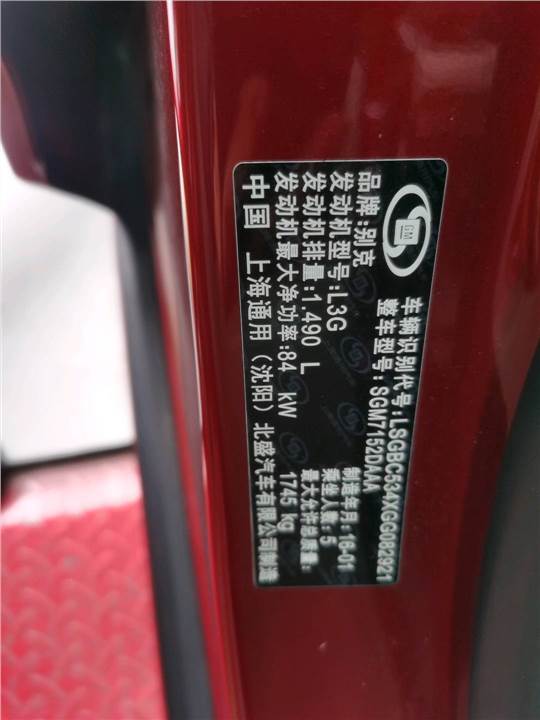 GM
车辆识别代号:LSGBC534XGG082921
整车型号:SGM7152DAAA
品牌:别克
制造年月:16-01
发动机型号:L3G
乘坐人数:5
发动机排量:1.490 L
最大允许总质量:
发动机最大净功率:84 kW
1745 kg
中国 上海通用(沈阳)北盛汽车有限公司制造